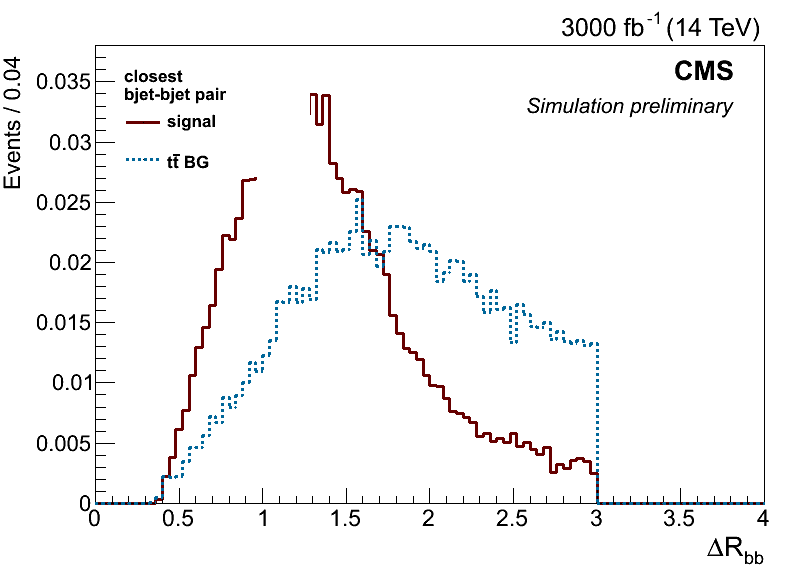 3000 fb⁻¹ (14 TeV)
Events / 0.04
CMS
Simulation preliminary
closest
bjet-bjet pair
signal
tt̄ BG
0.035
0.03
0.025
0.02
0.015
0.01
0.005
0
0 0.5 1 1.5 2 2.5 3 3.5 4
ΔR_bb